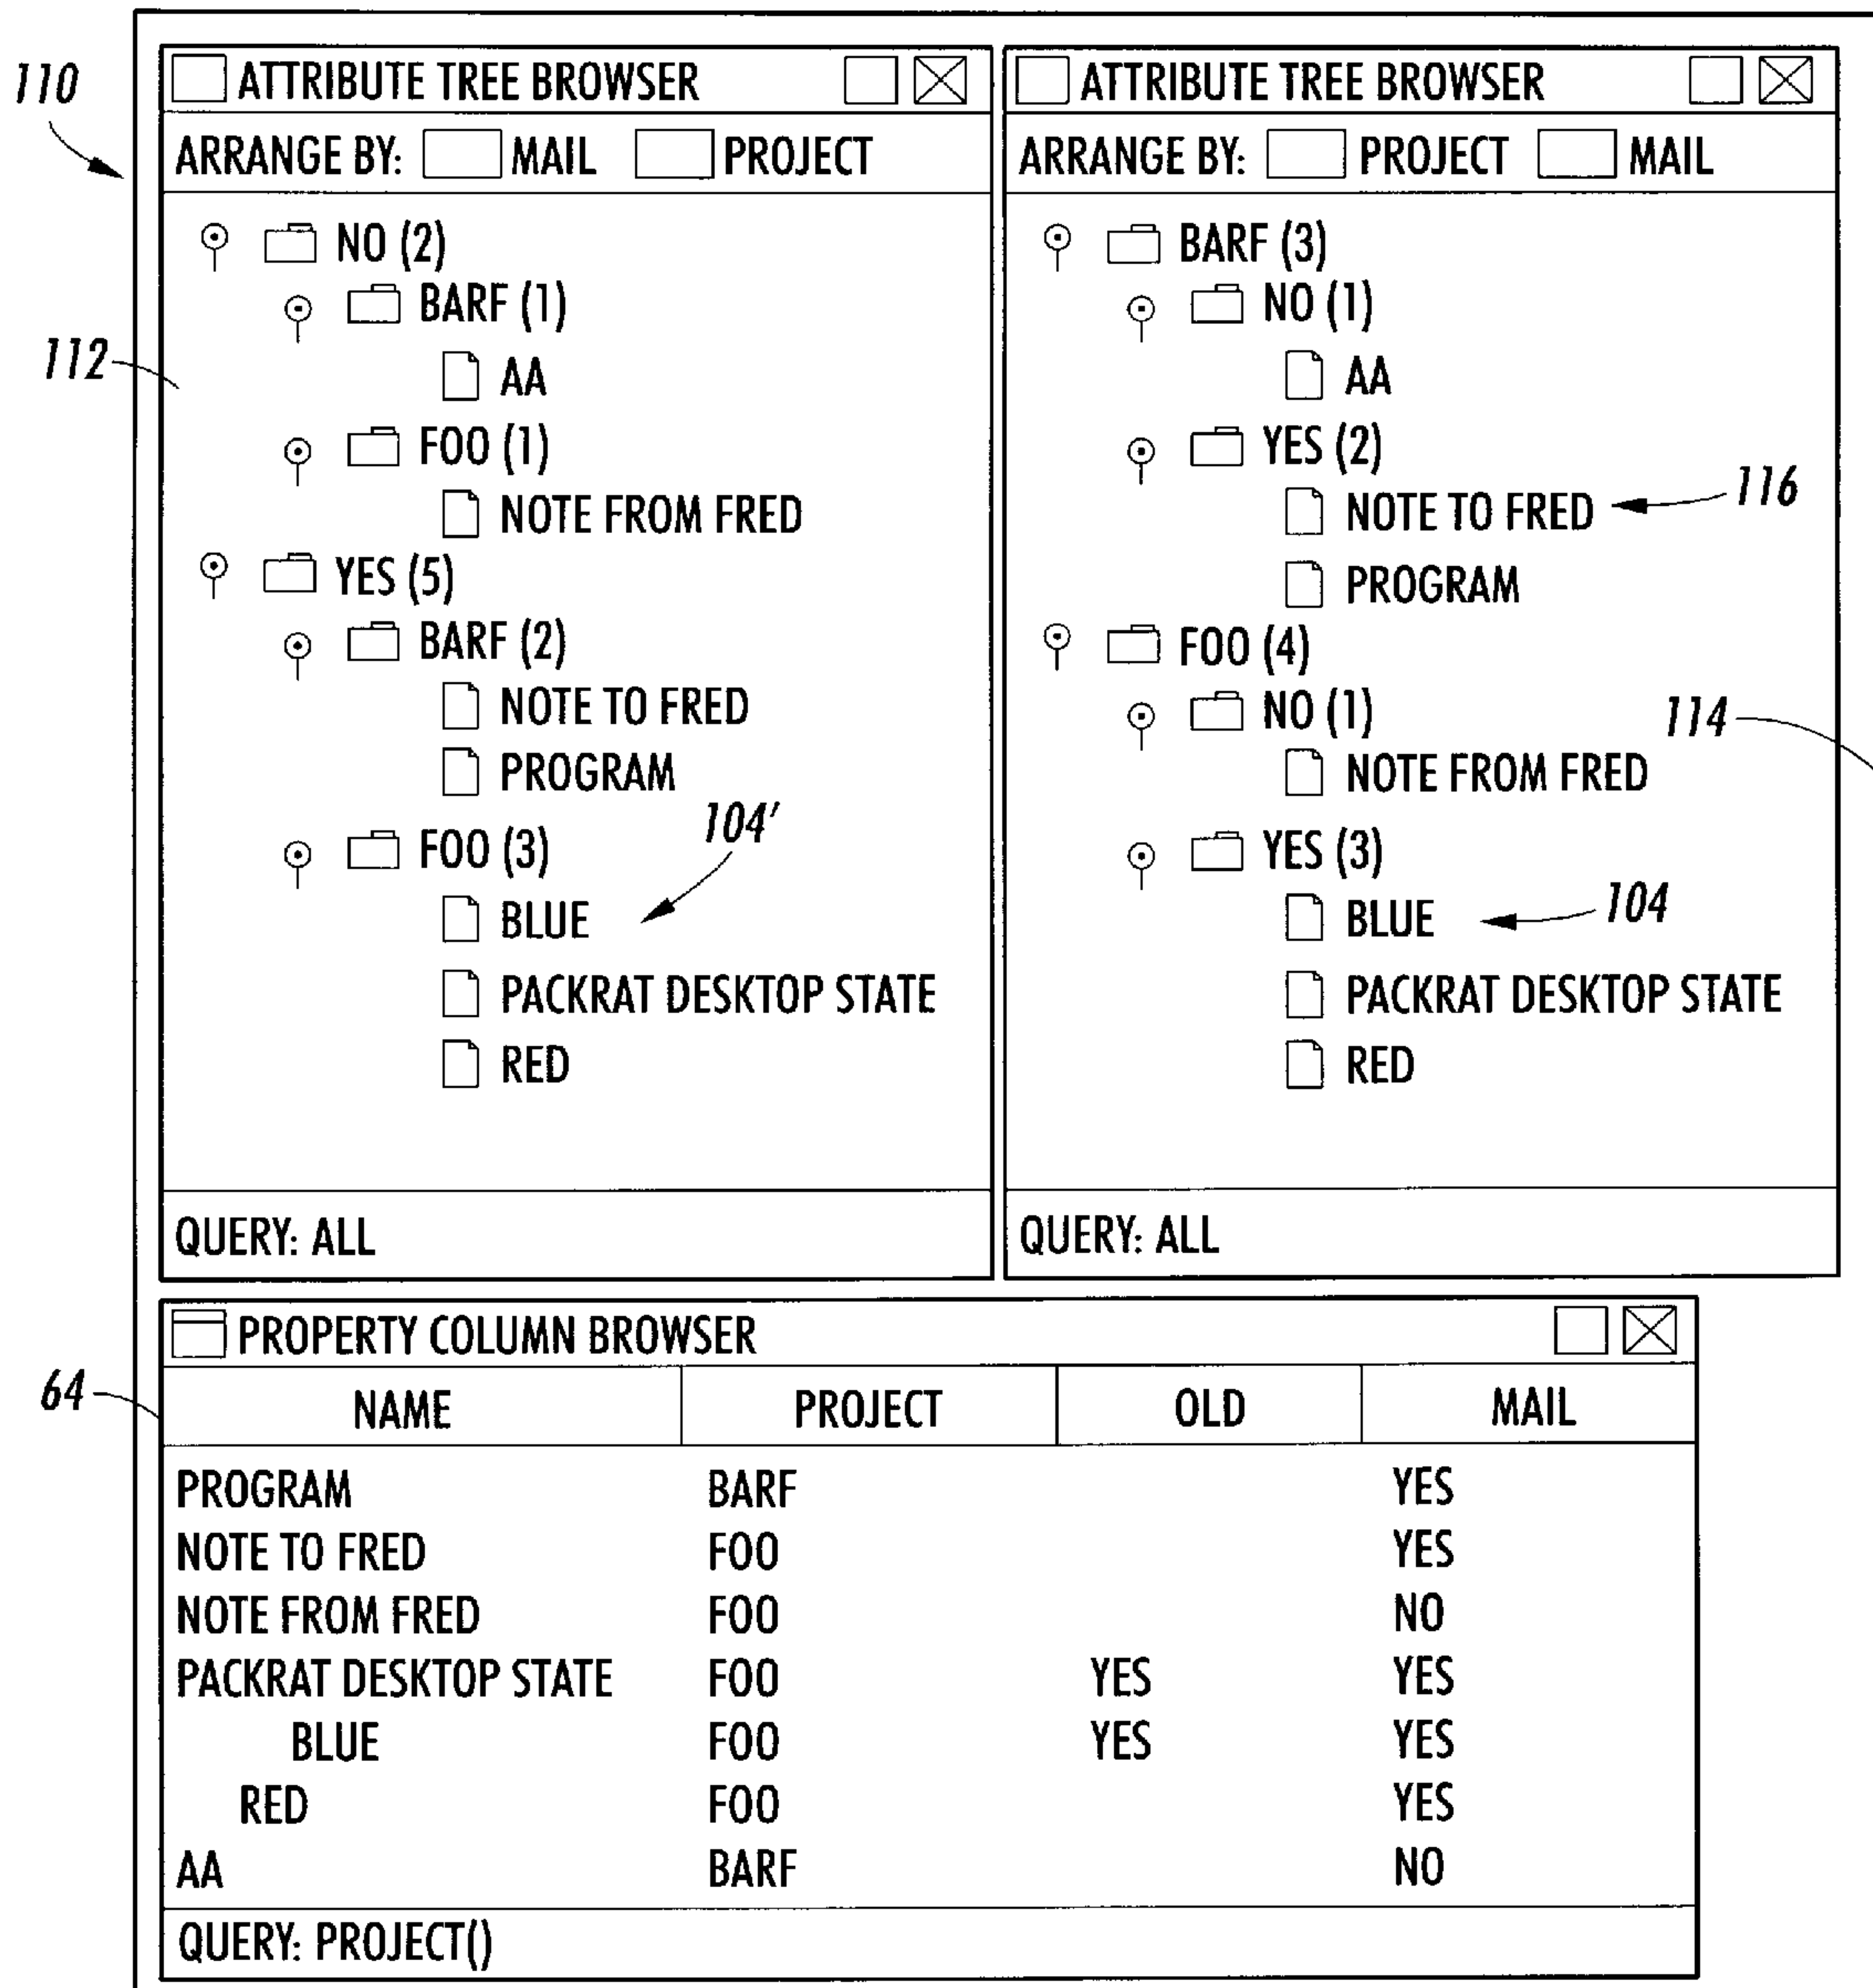 110
ATTRIBUTE TREE BROWSER
ARRANGE BY: MAIL PROJECT
NO (2)
BARF (1)
AA
FOO (1)
NOTE FROM FRED
YES (5)
BARF (2)
NOTE TO FRED
PROGRAM
FOO (3)
BLUE
PACKRAT DESKTOP STATE
RED
QUERY: ALL
112
104'
ATTRIBUTE TREE BROWSER
ARRANGE BY: PROJECT MAIL
BARF (3)
NO (1)
AA
YES (2)
NOTE TO FRED
PROGRAM
FOO (4)
NO (1)
NOTE FROM FRED
YES (3)
BLUE
PACKRAT DESKTOP STATE
RED
QUERY: ALL
116
114
104
64
PROPERTY COLUMN BROWSER
NAME PROJECT OLD MAIL
PROGRAM BARF YES
NOTE TO FRED FOO YES
NOTE FROM FRED FOO NO
PACKRAT DESKTOP STATE FOO YES YES
BLUE FOO YES YES
RED FOO YES
AA BARF NO
QUERY: PROJECT()